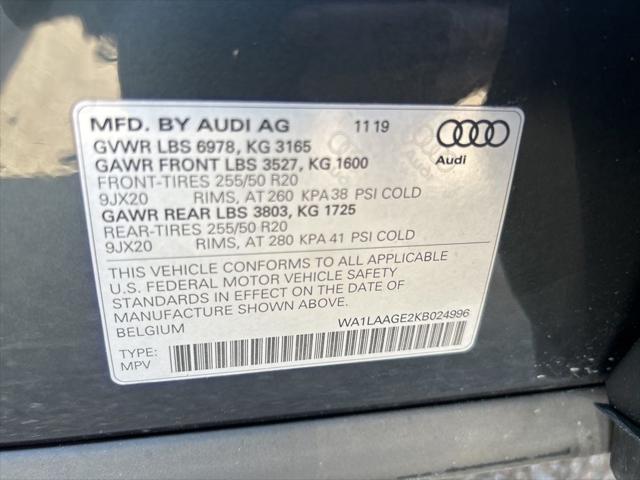 MFD. BY AUDI AG 11 19
GVWR LBS 6978, KG 3165
GAWR FRONT LBS 3527, KG 1600
FRONT-TIRES 255/50 R20
9JX20 RIMS, AT 260 KPA 38 PSI COLD
GAWR REAR LBS 3803, KG 1725
REAR-TIRES 255/50 R20
9JX20 RIMS, AT 280 KPA 41 PSI COLD
Audi
THIS VEHICLE CONFORMS TO ALL APPLICABLE
U.S. FEDERAL MOTOR VEHICLE SAFETY
STANDARDS IN EFFECT ON THE DATE OF
MANUFACTURE SHOWN ABOVE.
BELGIUM WA1LAAGE2KB024996
TYPE:
MPV